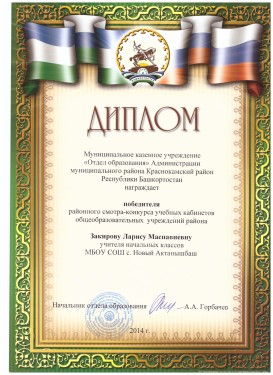 ДИПЛОМ
Муниципальное казенное учреждение
«Отдел образования» Администрации
муниципального района Краснокамский район
Республики Башкортостан
награждает
победителя
районного смотра-конкурса учебных кабинетов
общеобразовательных учреждений района
Закирову Ларису Маснавиевну
учителя начальных классов
МБОУ СОШ с. Новый Актанышбаш
Начальник отдела образования А.А. Горбачев
2014 г.